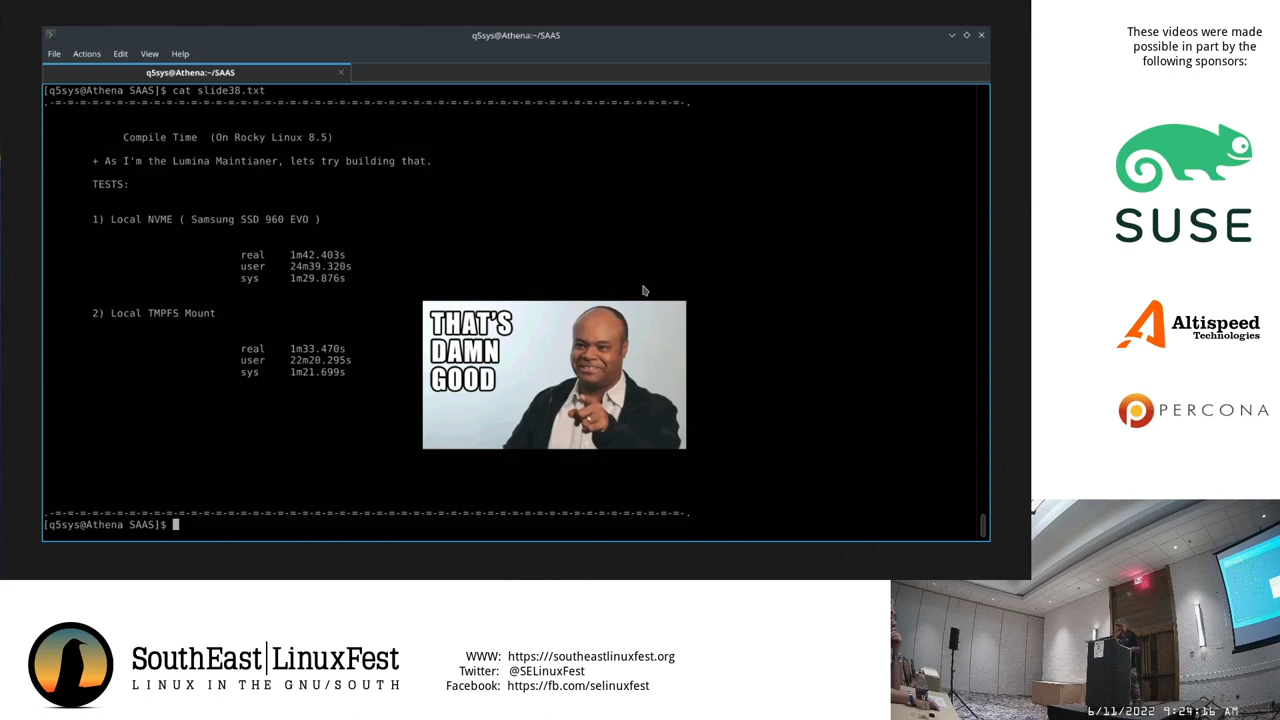 q5sys@Athena:~/SAAS
File Actions Edit View Help
q5sys@Athena:~/SAAS
[q5sys@Athena SAAS]$ cat slide38.txt
.-=-=-=-=-=-=-=-=-=-=-=-=-=-=-=-=-=-=-=-=-=-=-=-=-=-=-=-=-=-=-=-=-=-=-=-=-=-=-=-=-=-=-=-=-=-=-=-=-=-=-=-.
Compile Time (On Rocky Linux 8.5)
+ As I'm the Lumina Maintianer, lets try building that.
TESTS:
1) Local NVME ( Samsung SSD 960 EVO )
real 1m42.403s
user 24m39.320s
sys 1m29.876s
2) Local TMPFS Mount
real 1m33.470s
user 22m20.295s
sys 1m21.699s
THAT'S
DAMN
GOOD
.-=-=-=-=-=-=-=-=-=-=-=-=-=-=-=-=-=-=-=-=-=-=-=-=-=-=-=-=-=-=-=-=-=-=-=-=-=-=-=-=-=-=-=-=-=-=-=-=-=-=-=-.
[q5sys@Athena SAAS]$
These videos were made
possible in part by the
following sponsors:
SUSE
Altispeed
Technologies
PERCONA
SouthEast|LinuxFest
LINUX IN THE GNU/SOUTH
WWW: https:///southeastlinuxfest.org
Twitter: @SELinuxFest
Facebook: https://fb.com/selinuxfest
6/11/2022 9:24:16 AM